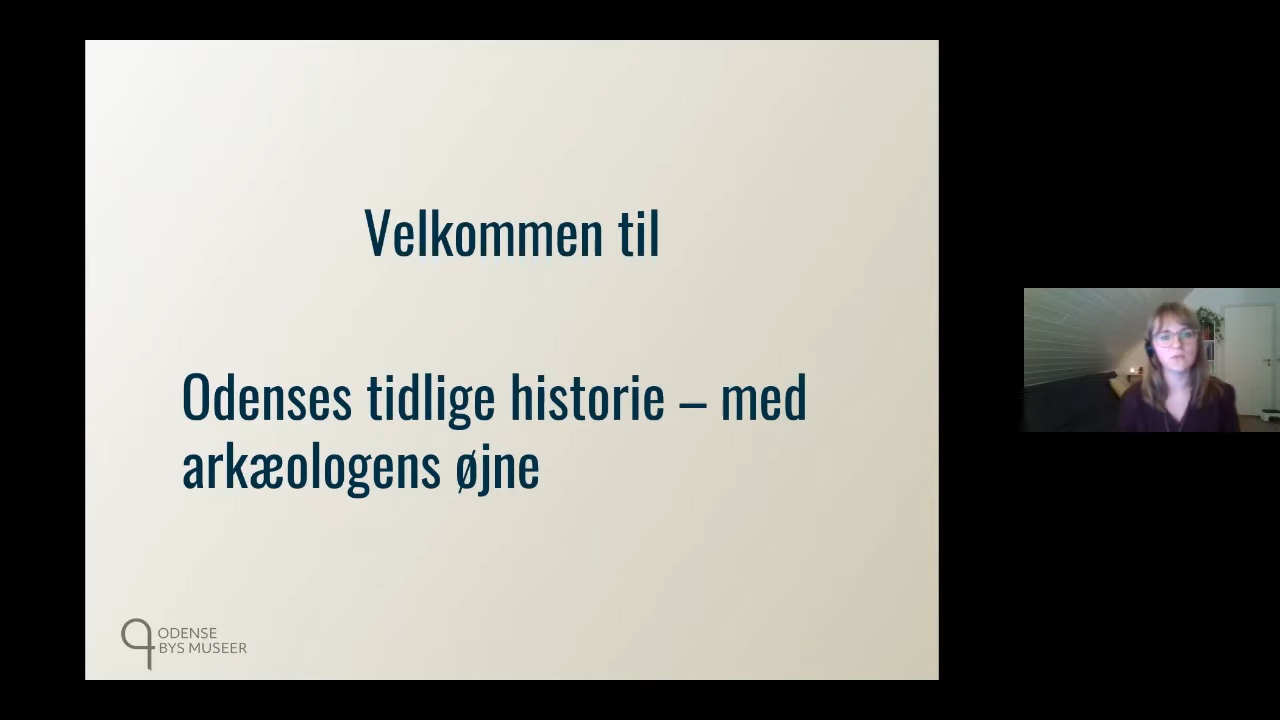 Velkommen til
Odenses tidlige historie – med
arkæologens øjne
ODENSE
BYS MUSEER